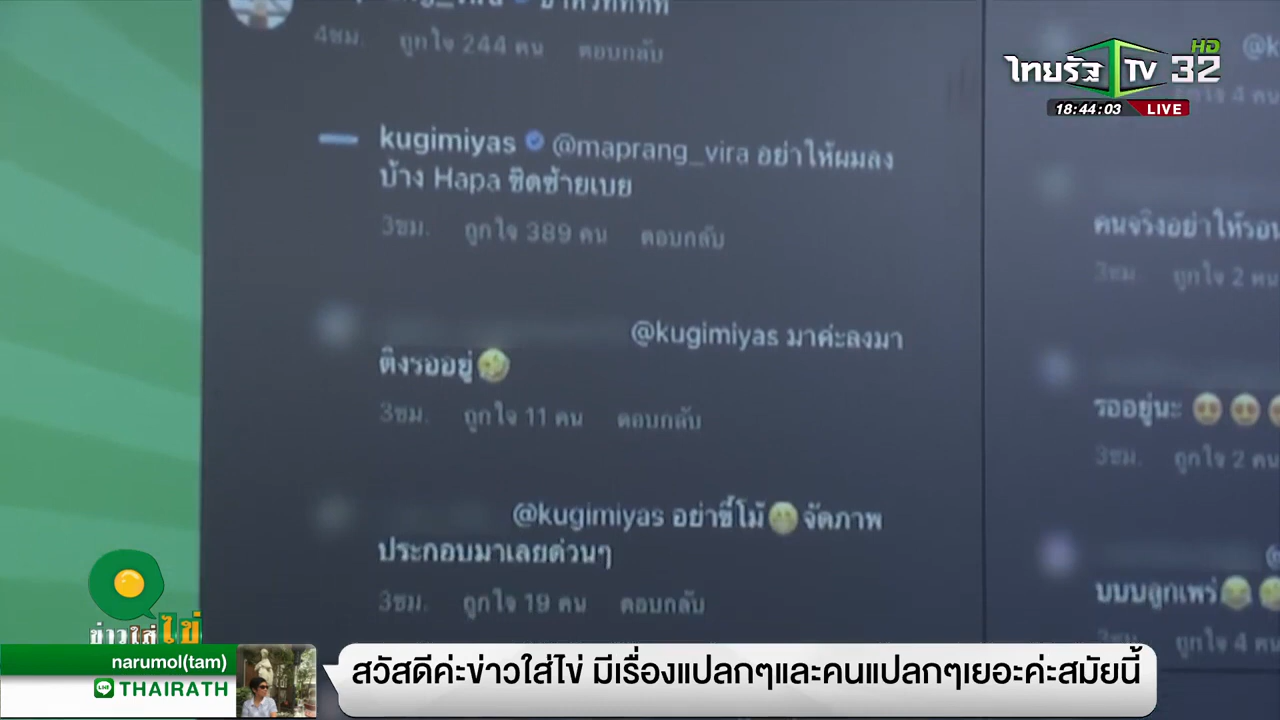 4ชม. ถูกใจ 244 คน ตอบกลับ
kugimiyas @maprang_vira อย่าให้ผมลง
บ้าง Hapa ชิดซ้ายเบย
3ชม. ถูกใจ 389 คน ตอบกลับ
@kugimiyas มาค่ะลงมา
ติ่งรออยู่
3ชม. ถูกใจ 11 คน ตอบกลับ
@kugimiyas อย่าขี้โม้ จัดภาพ
ประกอบมาเลยด่วนๆ
3ชม. ถูกใจ 19 คน ตอบกลับ
ถูกใจ 4 คน
คนจริงอย่าให้รอน
3ชม. ถูกใจ 2 คน
รออยู่นะ
3ชม. ถูกใจ 2 คน
บบบลูกเพร่
3ชม. ถูกใจ 4 คน
ไทยรัฐ TV 32 HD
18:44:03 LIVE
ข่าวใส่ไข่
narumol(tam)
LINE THAIRATH
สวัสดีค่ะข่าวใส่ไข่ มีเรื่องแปลกๆและคนแปลกๆเยอะค่ะสมัยนี้